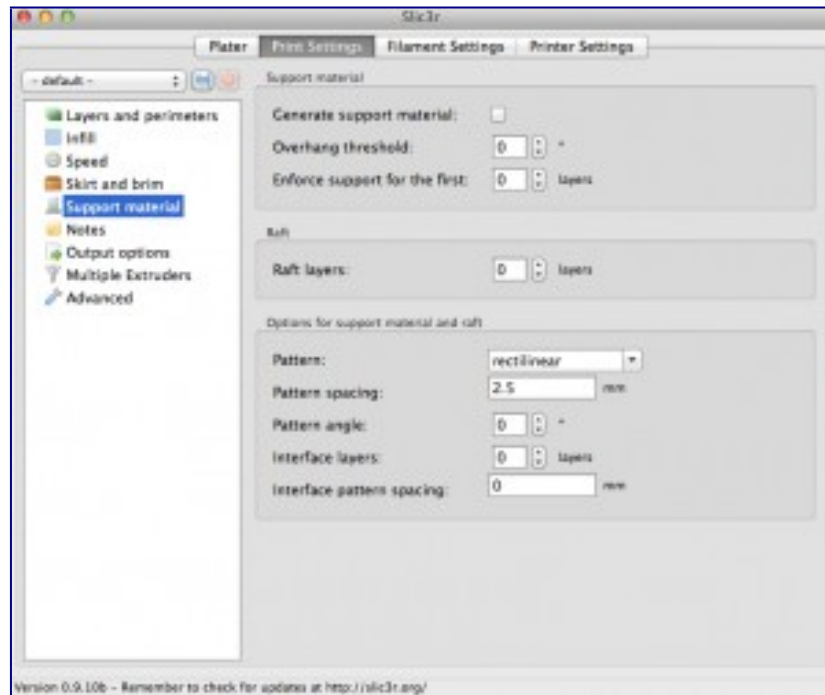 Slic3r
Plater Print Settings Filament Settings Printer Settings
- default -
Layers and perimeters
Infill
Speed
Skirt and brim
Support material
Notes
Output options
Multiple Extruders
Advanced
Support material
Generate support material:
Overhang threshold: 0 °
Enforce support for the first: 0 layers
Raft
Raft layers: 0 layers
Options for support material and raft
Pattern: rectilinear
Pattern spacing: 2.5 mm
Pattern angle: 0 °
Interface layers: 0 layers
Interface pattern spacing: 0 mm
Version 0.9.10b - Remember to check for updates at http://slic3r.org/